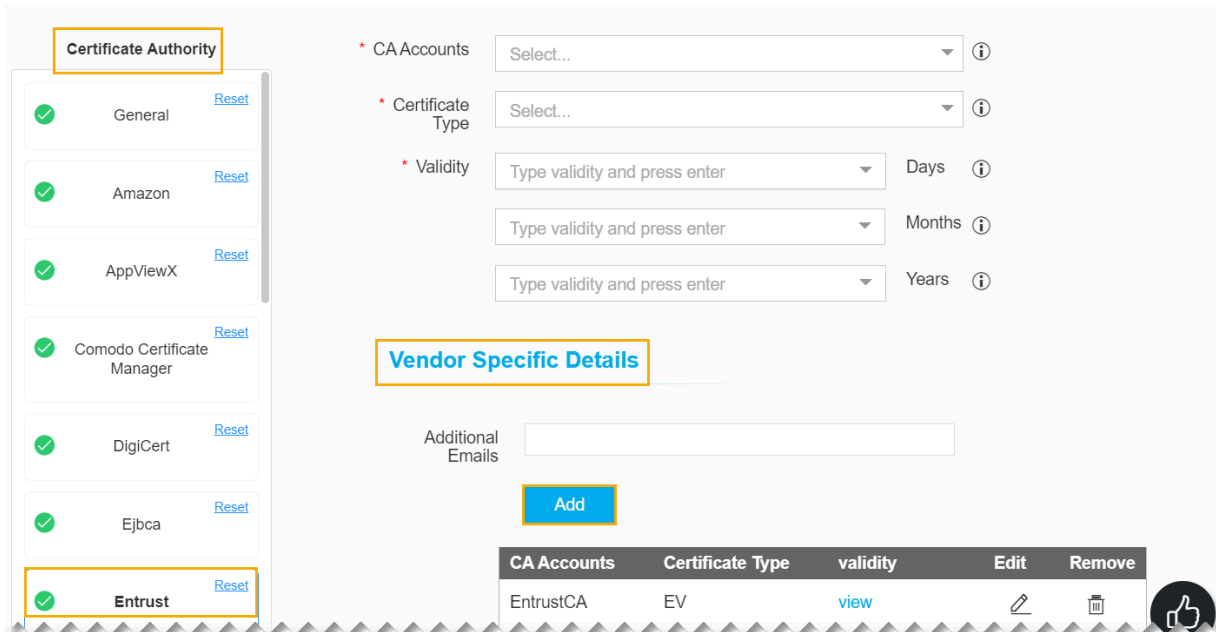 Certificate Authority
Reset
General
Reset
Amazon
Reset
AppViewX
Reset
Comodo Certificate
Manager
Reset
DigiCert
Reset
Ejbca
Reset
Entrust
* CA Accounts Select...
* Certificate
Type
Select...
* Validity Type validity and press enter Days
Type validity and press enter Months
Type validity and press enter Years
Vendor Specific Details
Additional
Emails
Add
CA Accounts Certificate Type validity Edit Remove
EntrustCA EV view